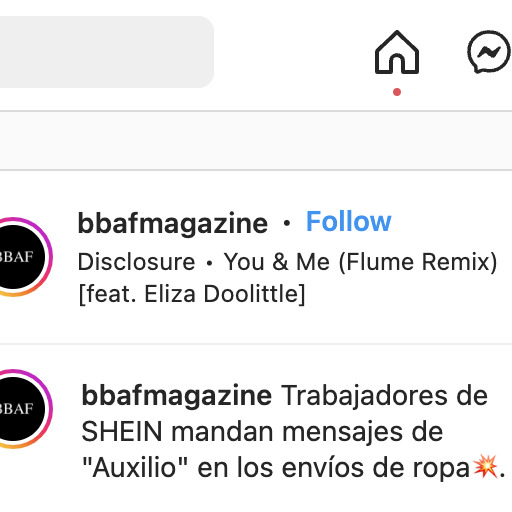 bbafmagazine • Follow
BBAF
Disclosure • You & Me (Flume Remix)
[feat. Eliza Doolittle]
bbafmagazine Trabajadores de
BBAF
SHEIN mandan mensajes de
"Auxilio" en los envíos de ropa💥.